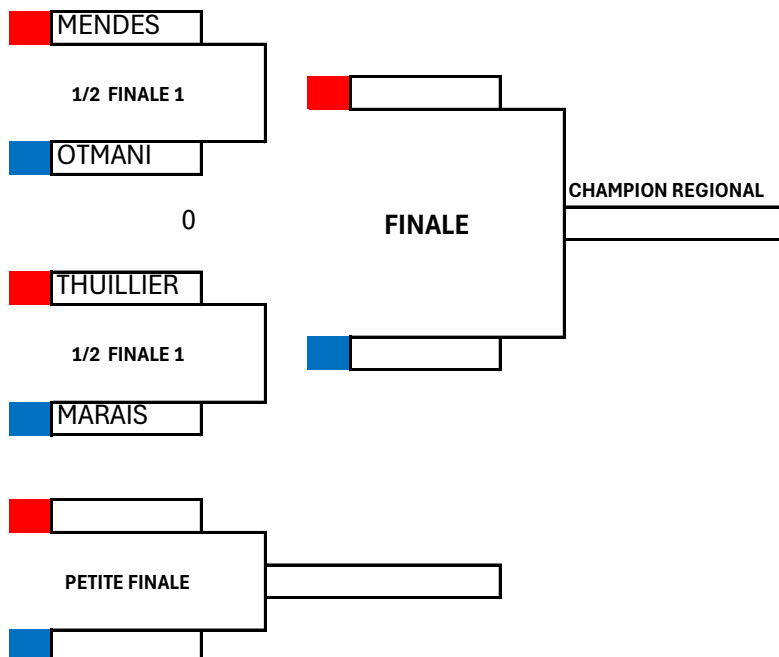 MENDES
1/2 FINALE 1
OTMANI
0
THUILLIER
1/2 FINALE 1
MARAIS
FINALE
CHAMPION REGIONAL
PETITE FINALE